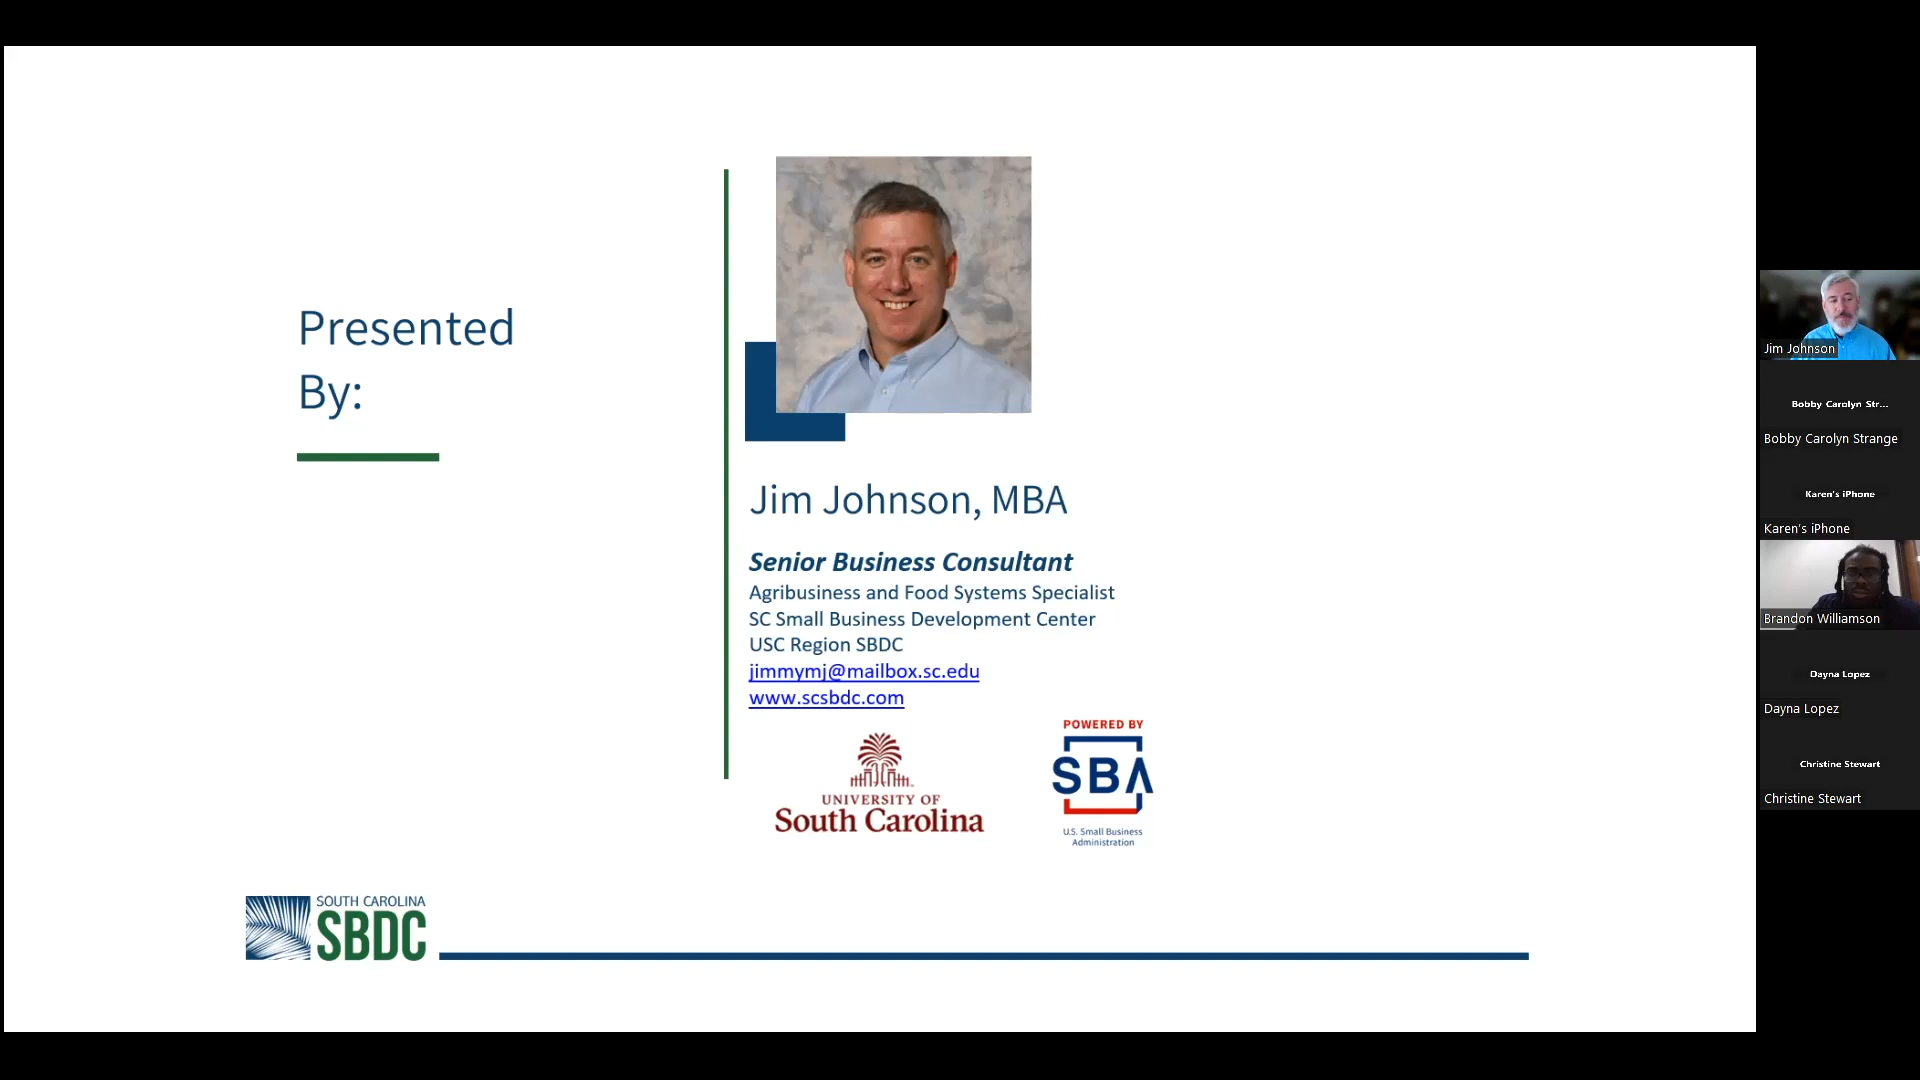 Presented
By:
Jim Johnson, MBA
Senior Business Consultant
Agribusiness and Food Systems Specialist
SC Small Business Development Center
USC Region SBDC
jimmymj@mailbox.sc.edu
www.scsbdc.com
UNIVERSITY OF
South Carolina
POWERED BY
SBA
U.S. Small Business
Administration
SOUTH CAROLINA
SBDC
Jim Johnson
Bobby Carolyn Str...
Bobby Carolyn Strange
Karen's iPhone
Karen's iPhone
Brandon Williamson
Dayna Lopez
Dayna Lopez
Christine Stewart
Christine Stewart